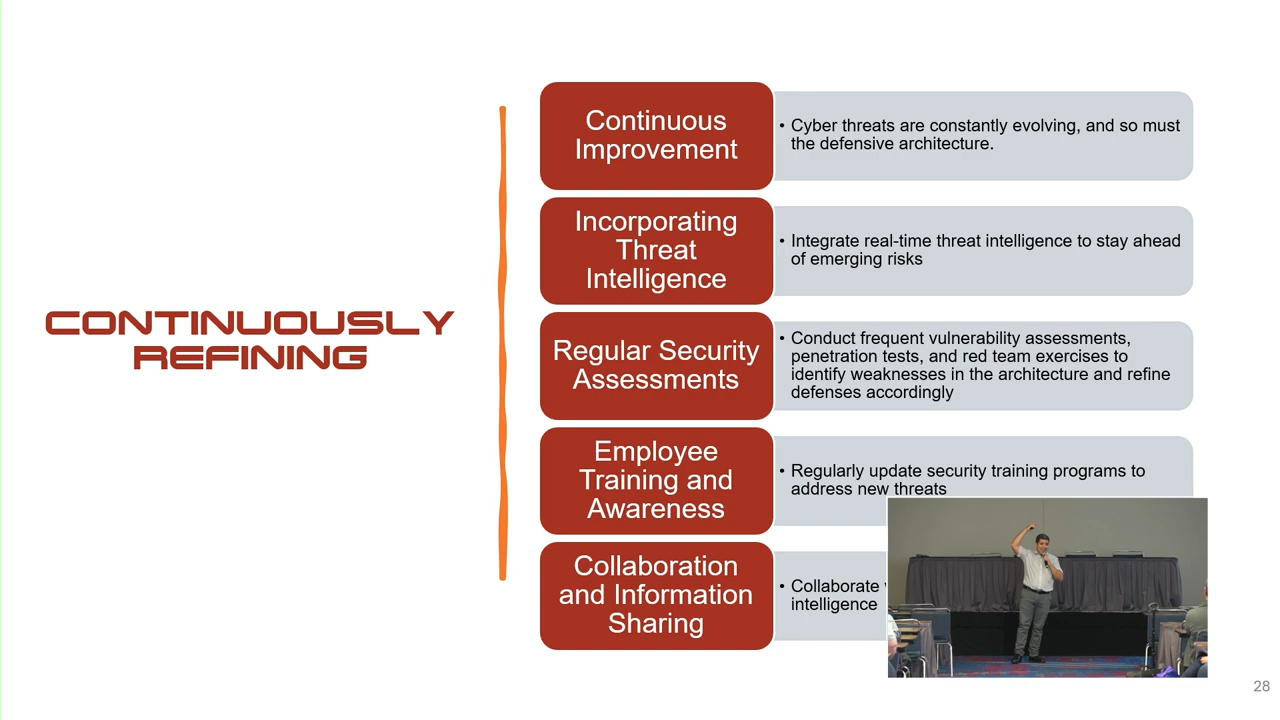 CONTINUOUSLY
REFINING
Continuous
Improvement
• Cyber threats are constantly evolving, and so must
the defensive architecture.
Incorporating
Threat
Intelligence
• Integrate real-time threat intelligence to stay ahead
of emerging risks
Regular Security
Assessments
• Conduct frequent vulnerability assessments,
penetration tests, and red team exercises to
identify weaknesses in the architecture and refine
defenses accordingly
Employee
Training and
Awareness
• Regularly update security training programs to
address new threats
Collaboration
and Information
Sharing
• Collaborate
intelligence
28